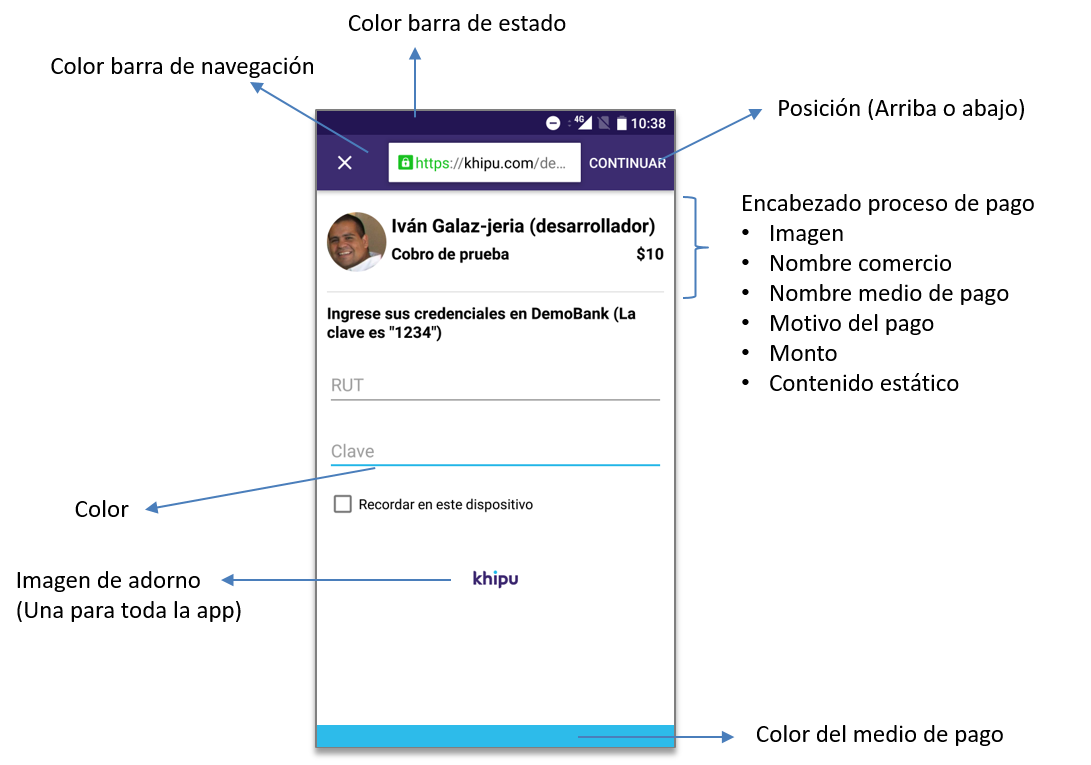 Color barra de estado
Color barra de navegación
Posición (Arriba o abajo)
4G 10:38
https://khipu.com/de...
CONTINUAR
Iván Galaz-jeria (desarrollador)
Cobro de prueba $10
Encabezado proceso de pago
• Imagen
• Nombre comercio
• Nombre medio de pago
• Motivo del pago
• Monto
• Contenido estático
Ingrese sus credenciales en DemoBank (La
clave es "1234")
RUT
Clave
Color
Recordar en este dispositivo
Imagen de adorno
(Una para toda la app)
khipu
Color del medio de pago